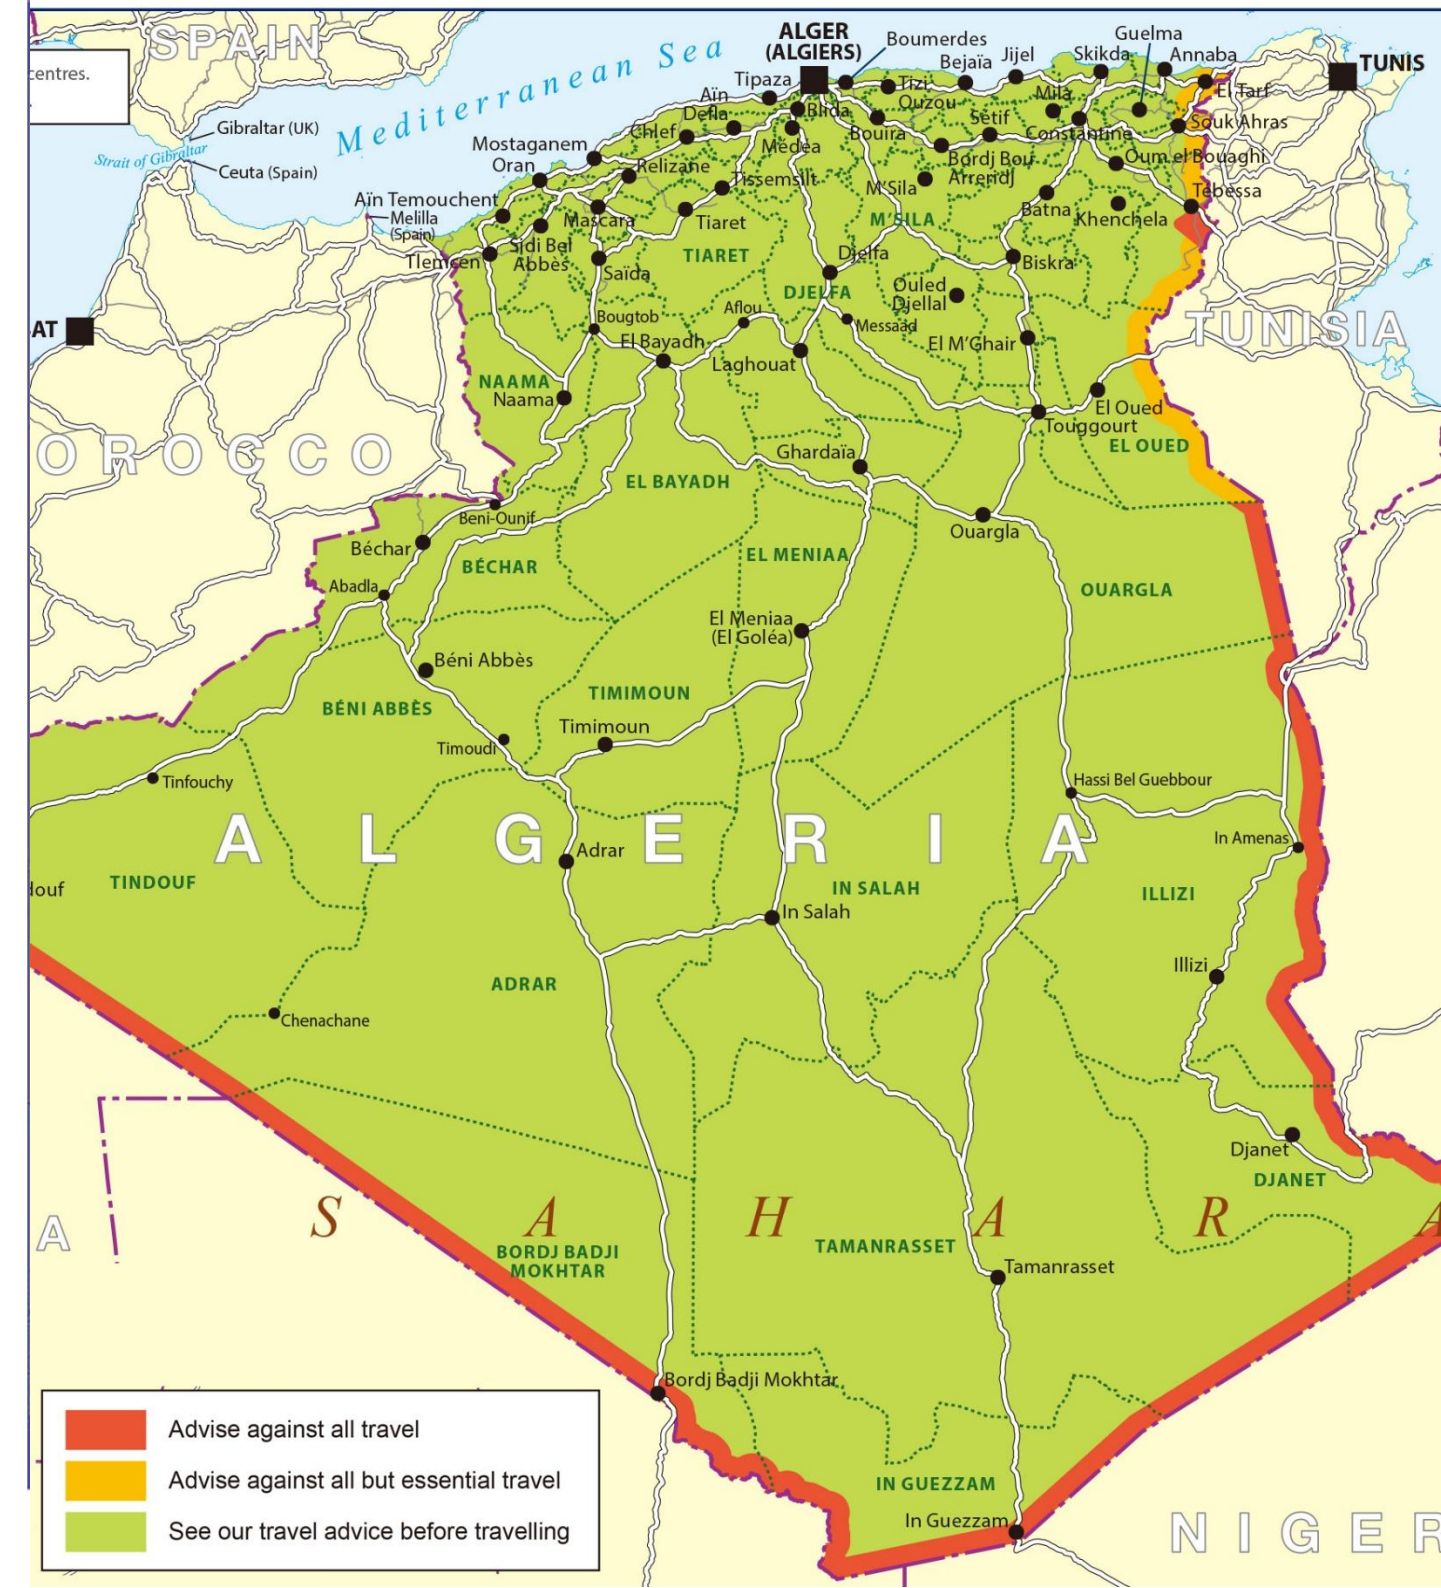 SPAIN
centres.
Mediterranean Sea
Gibraltar (UK)
Strait of Gibraltar
Ceuta (Spain)
ALGER
(ALGIERS)
Boumerdes
Guelma
Skikda
Annaba
TUNIS
Bejaïa
Jijel
Tipaza
Tizi
Ouzou
El Tarf
Aïn
Defla
Blida
Mila
Souk Ahras
Chlef
Médéa
Bouira
Sétif
Constantine
Mostaganem
Oran
Relizane
Bordj Bou
Arreridj
Oum el Bouaghi
Tissemsilt
M'Sila
Tébessa
Aïn Temouchent
Melilla
(Spain)
Mascara
Tiaret
M'SILA
Batna
Khenchela
Tlemcen
Sidi Bel
Abbès
Saïda
TIARET
Djelfa
Biskra
DJELFA
Ouled
Djellal
AT
Bougtob
Aflou
Messaâd
TUNISIA
El Bayadh
Laghouat
El M'Ghair
NAAMA
Naama
El Oued
Touggourt
OROCCO
Ghardaïa
EL OUED
EL BAYADH
Beni-Ounif
Ouargla
Béchar
EL MENIAA
BÉCHAR
Abadla
OUARGLA
El Meniaa
(El Goléa)
Béni Abbès
TIMIMOUN
BÉNI ABBÈS
Timimoun
Timoudi
Tinfouchy
Hassi Bel Guebbour
ALGERIA
In Amenas
Adrar
douf
TINDOUF
IN SALAH
ILLIZI
In Salah
Illizi
ADRAR
Chenachane
Djanet
DJANET
SAHARA
A
BORDJ BADJI
MOKHTAR
TAMANRASSET
Tamanrasset
Bordj Badji Mokhtar
Advise against all travel
Advise against all but essential travel
See our travel advice before travelling
IN GUEZZAM
In Guezzam
NIGER